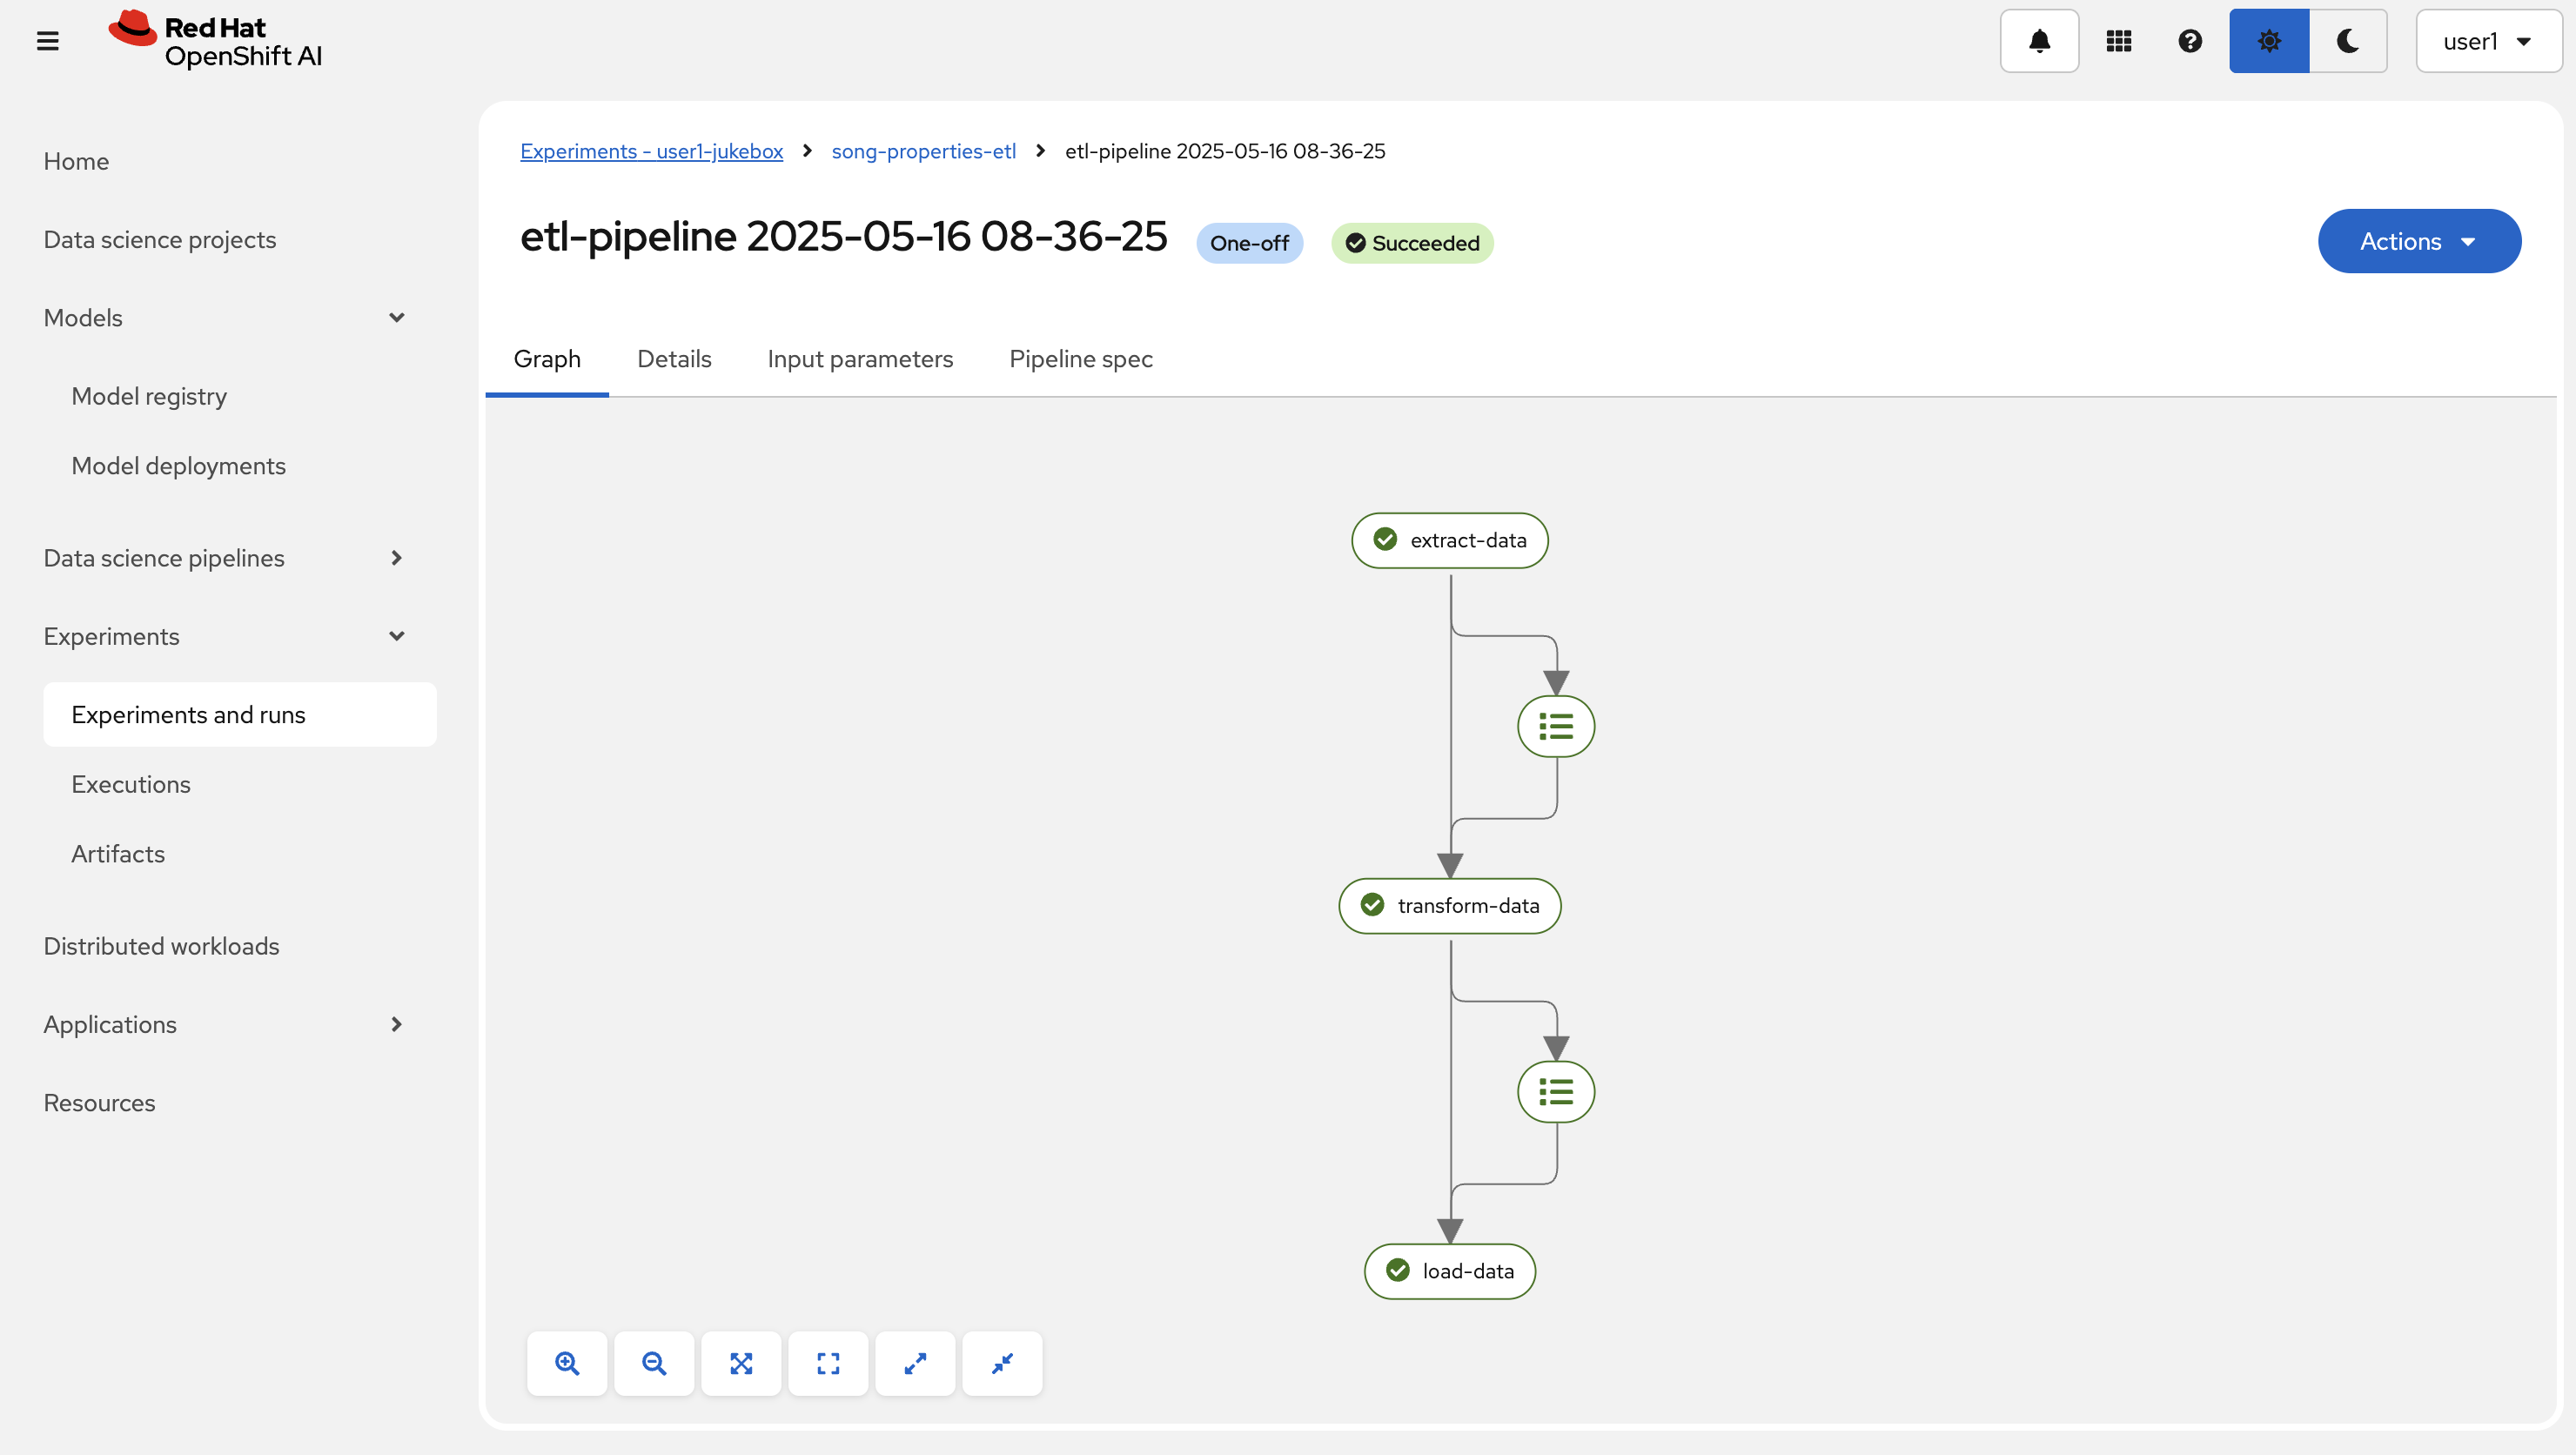 Red Hat
OpenShift AI
user1
Home
Data science projects
Models
Model registry
Model deployments
Data science pipelines
Experiments
Experiments and runs
Executions
Artifacts
Distributed workloads
Applications
Resources
Experiments - user1-jukebox > song-properties-etl > etl-pipeline 2025-05-16 08-36-25
etl-pipeline 2025-05-16 08-36-25 One-off Succeeded
Actions
Graph Details Input parameters Pipeline spec
extract-data
transform-data
load-data